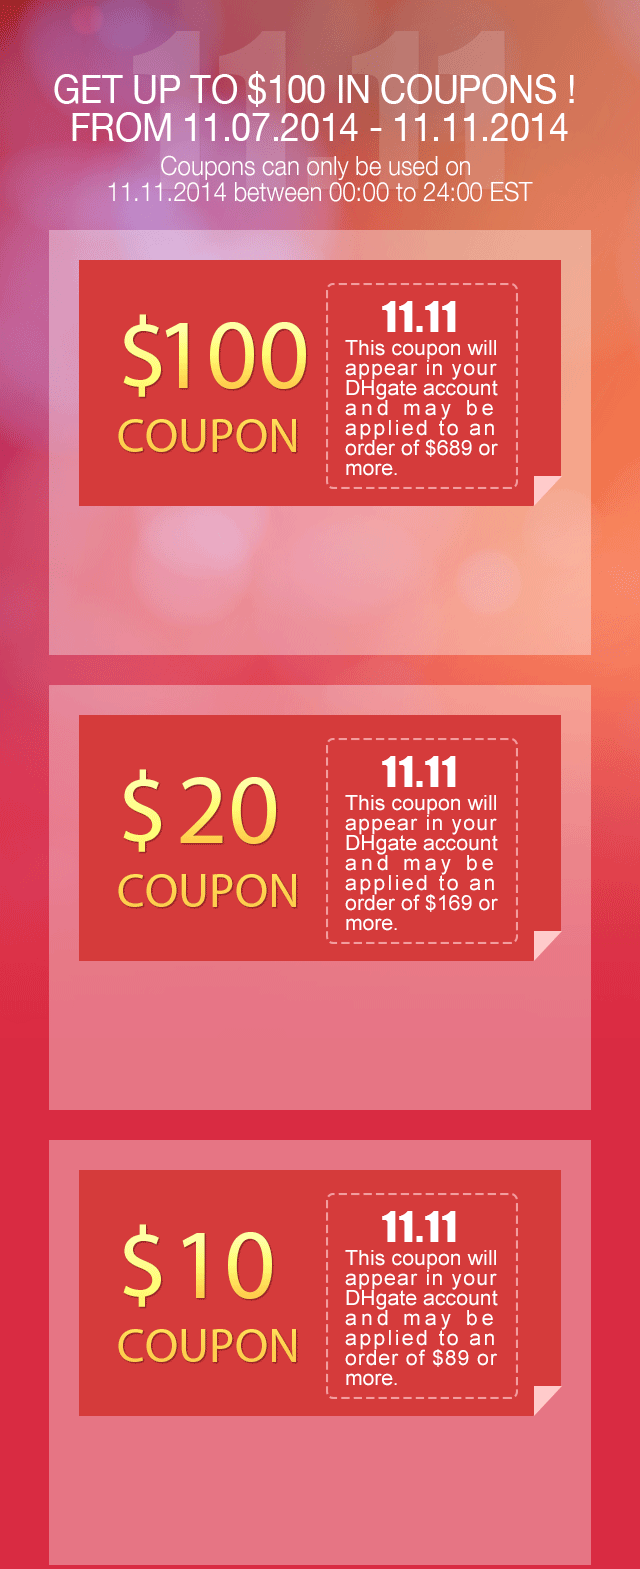 11.11
GET UP TO $100 IN COUPONS !
FROM 11.07.2014 - 11.11.2014
Coupons can only be used on
11.11.2014 between 00:00 to 24:00 EST
$100
COUPON
11.11
This coupon will
appear in your
DHgate account
and may be
applied to an
order of $689 or
more.
$ 20
COUPON
11.11
This coupon will
appear in your
DHgate account
and may be
applied to an
order of $169 or
more.
$ 10
COUPON
11.11
This coupon will
appear in your
DHgate account
and may be
applied to an
order of $89 or
more.